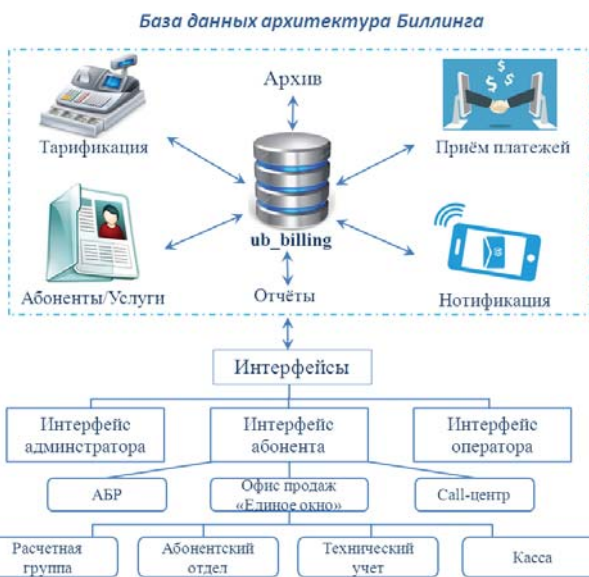 База данных архитектура Биллинга
Архив
Тарификация
Приём платежей
ub_billing
Абоненты/Услуги
Отчёты
Нотификация
Интерфейсы
Интерфейс
админстратора
Интерфейс
абонента
Интерфейс
оператора
АБР
Офис продаж
«Единое окно»
Call-центр
Расчетная
группа
Абонентский
отдел
Технический
учет
Касса